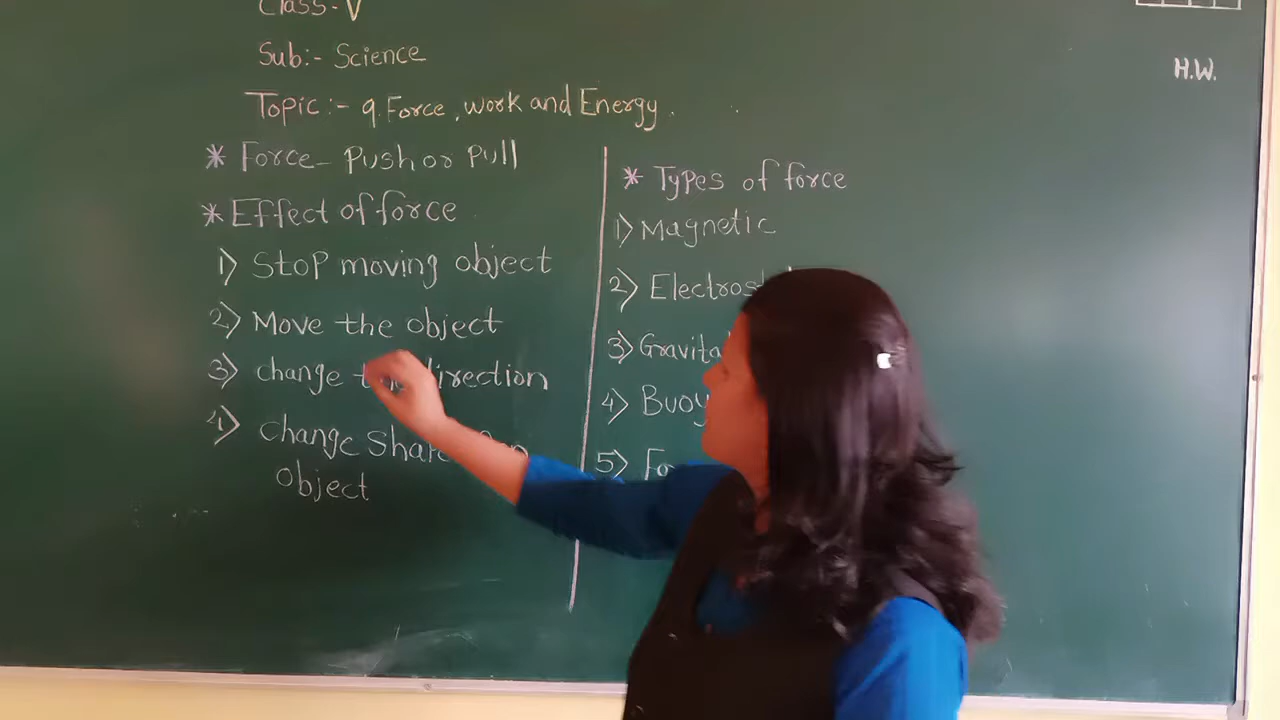 Class-V
Sub:- Science
Topic:- 9. Force, work and Energy.
* Force- Push or Pull
* Effect of force
1) Stop moving object
2) Move the object
3) change the direction
4) change
object
* Types of force
1) Magnetic
2)
3)
4)
5)
H.W.